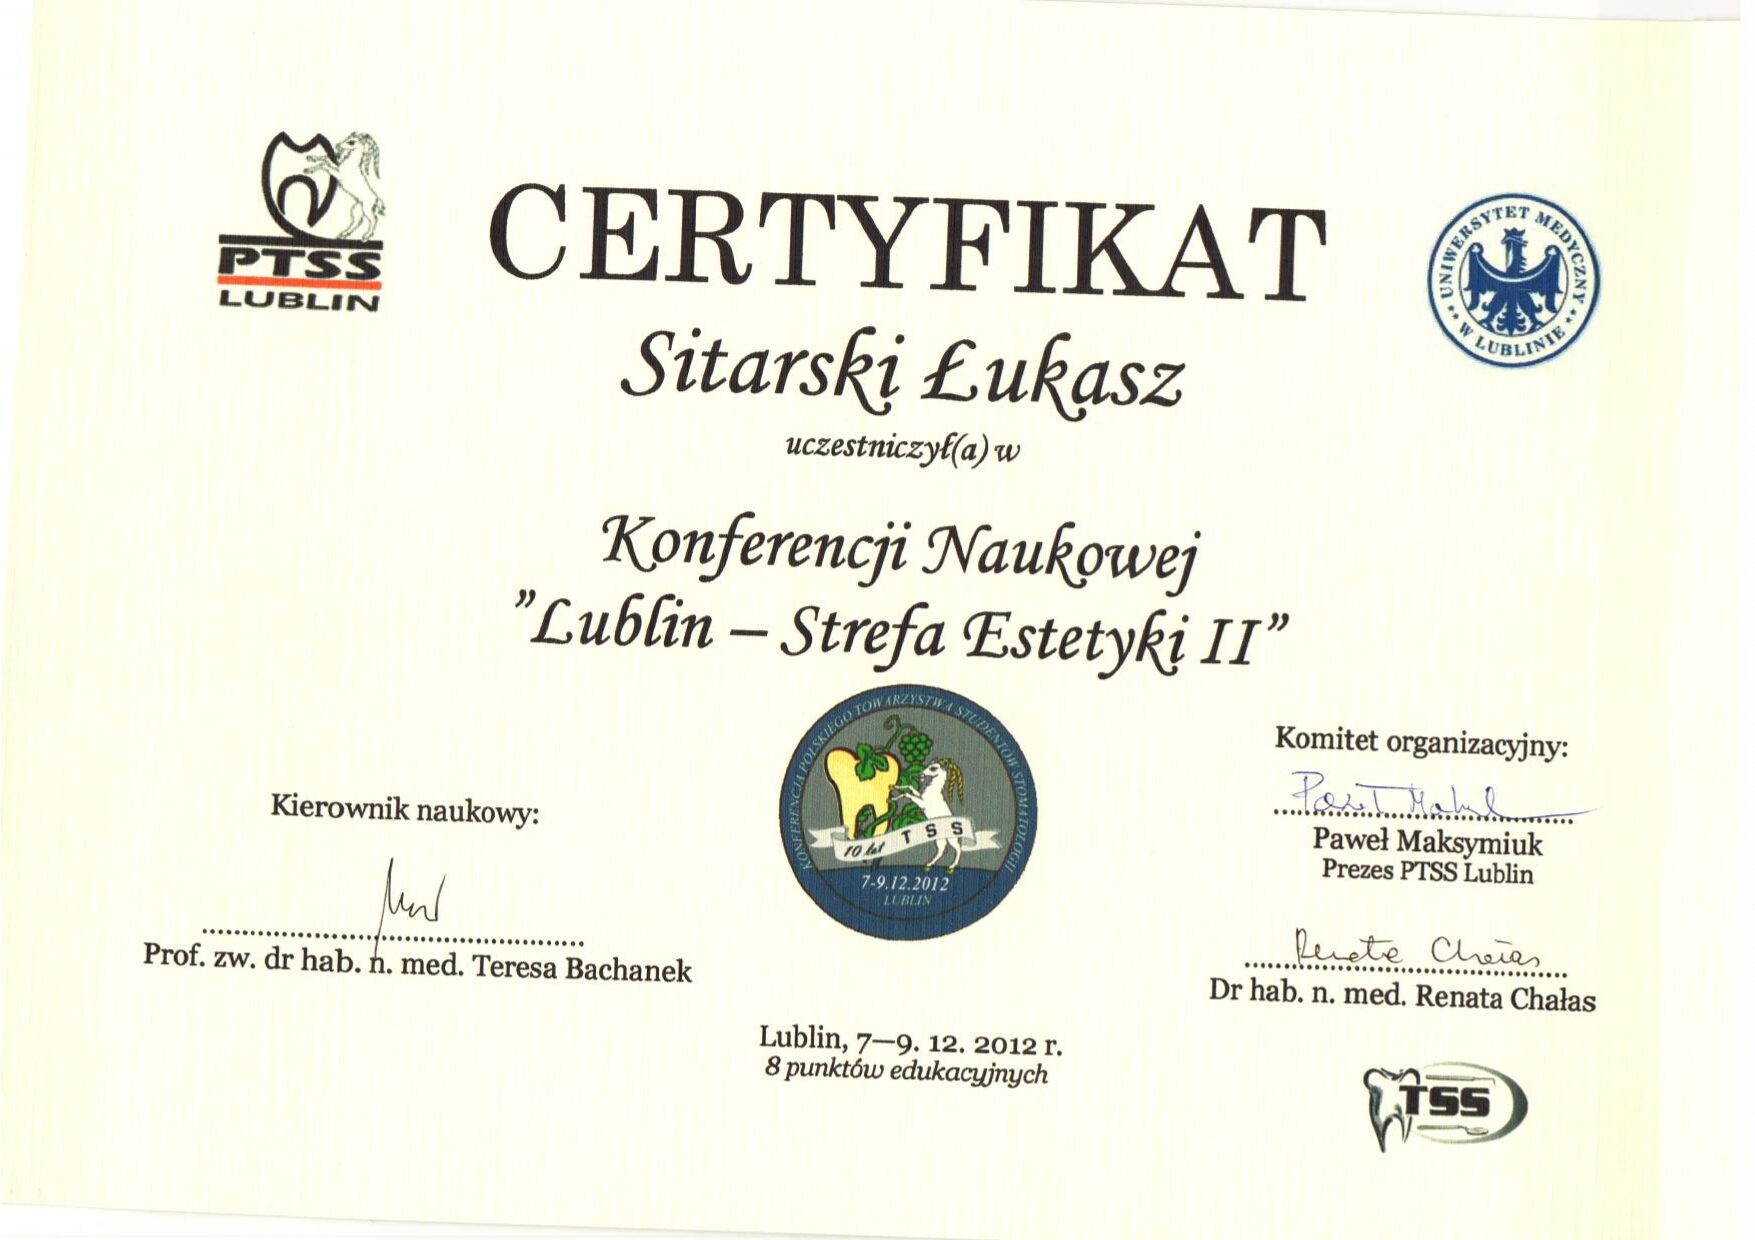 PTSS
LUBLIN
CERTYFIKAT
UNIWERSYTET MEDYCZNY
W LUBLINIE
Sitarski Łukasz
uczestniczył(a) w
Konferencji Naukowej
”Lublin – Strefa Estetyki II”
KONFERENCJA POLSKIEGO TOWARZYSTWA STUDENTÓW STOMATOLOGII
10 lat TSS
7-9.12.2012
LUBLIN
Kierownik naukowy:
Prof. zw. dr hab. n. med. Teresa Bachanek
Komitet organizacyjny:
Paweł Maksymiuk
Prezes PTSS Lublin
Renata Chałas
Dr hab. n. med. Renata Chałas
Lublin, 7—9. 12. 2012 r.
8 punktów edukacyjnych
TSS